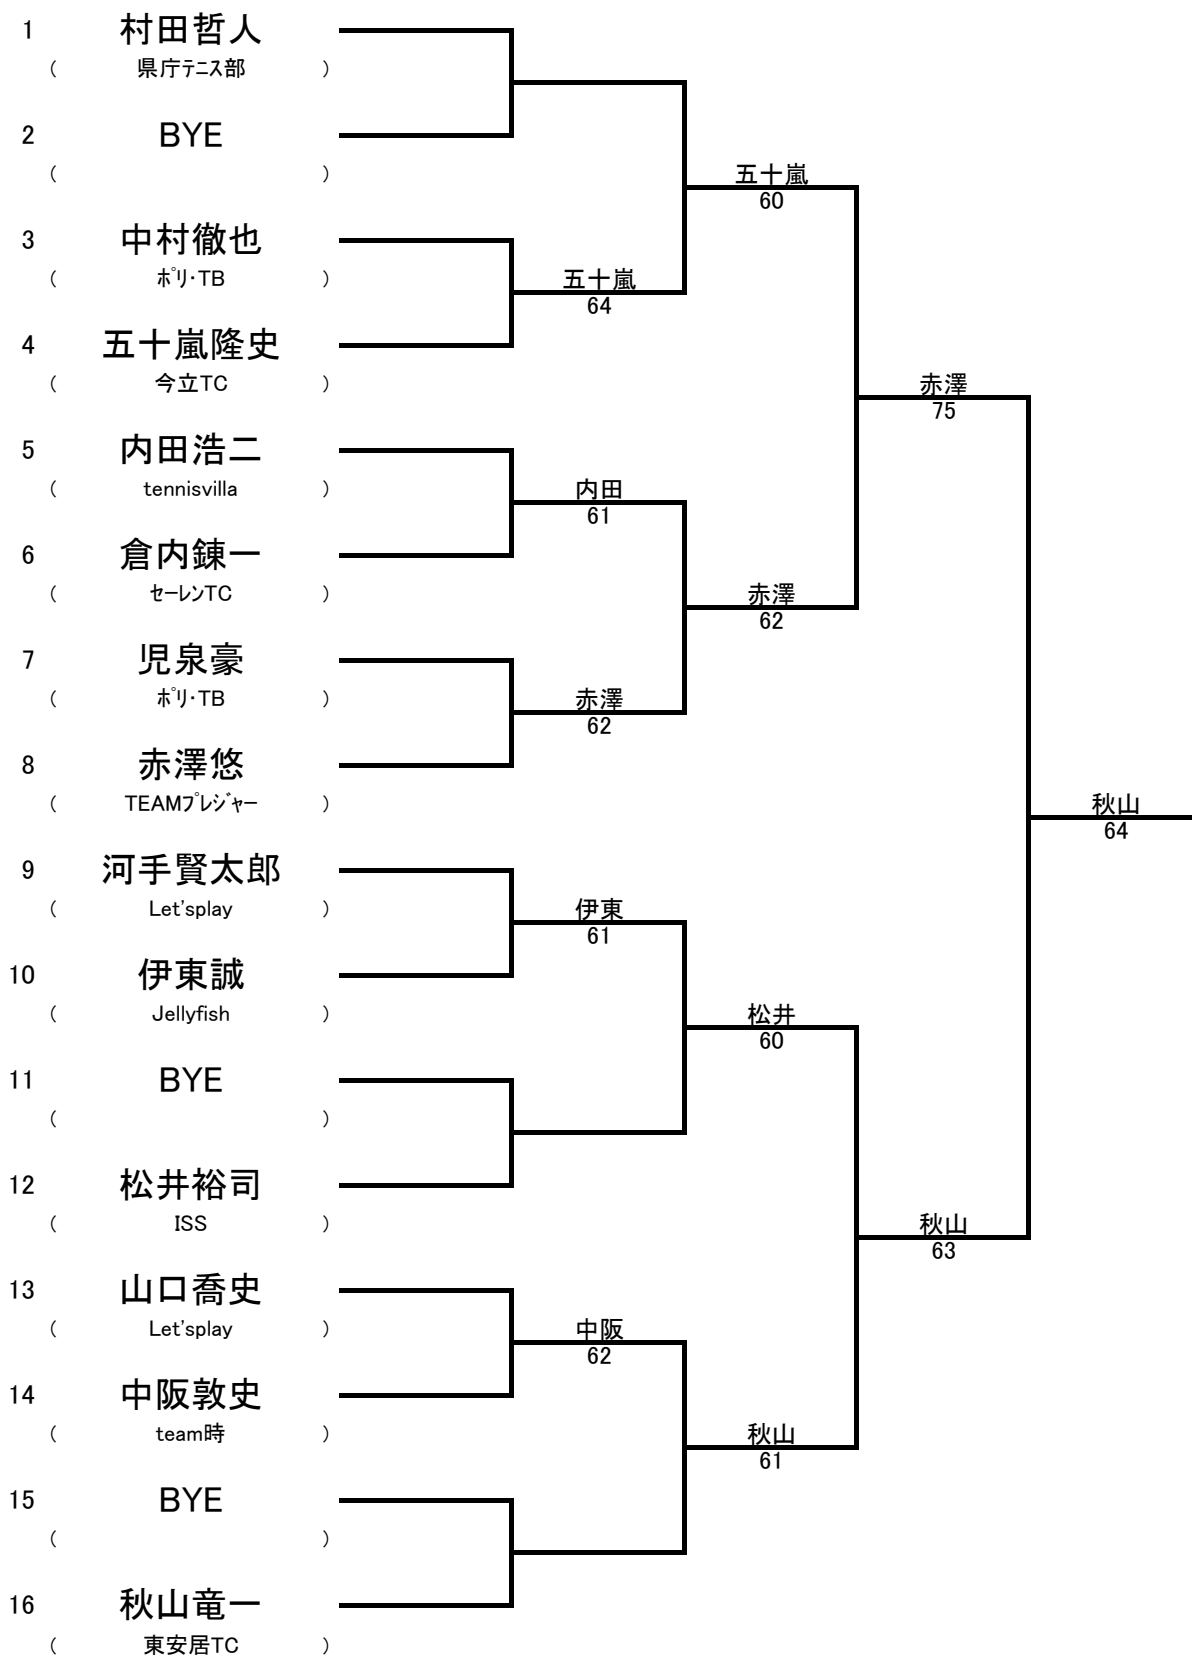 1 村田哲人
( 県庁ﾃﾆｽ部 )
2 BYE
( )
五十嵐
60
3 中村徹也
( ﾎﾟﾘ･TB )
五十嵐
64
4 五十嵐隆史
( 今立TC )
赤澤
75
5 内田浩二
( tennisvilla )
内田
61
6 倉内錬一
( ｾｰﾚﾝTC )
赤澤
62
7 児泉豪
( ﾎﾟﾘ･TB )
赤澤
62
8 赤澤悠
( TEAMﾌﾟﾚｼﾞｬｰ )
秋山
64
9 河手賢太郎
( Let'splay )
伊東
61
10 伊東誠
( Jellyfish )
松井
60
11 BYE
( )
12 松井裕司
( ISS )
秋山
63
13 山口喬史
( Let'splay )
中阪
62
14 中阪敦史
( team時 )
秋山
61
15 BYE
( )
16 秋山竜一
( 東安居TC )